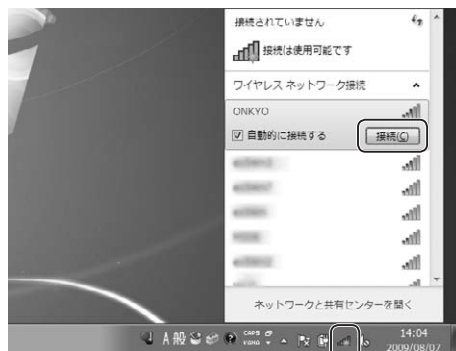 接続されていません
接続は使用可能です
ワイヤレス ネットワーク接続
ONKYO
自動的に接続する
接続(C)
ネットワークと共有センターを開く
A 般
CAPS
KANA
14:04
2009/08/07